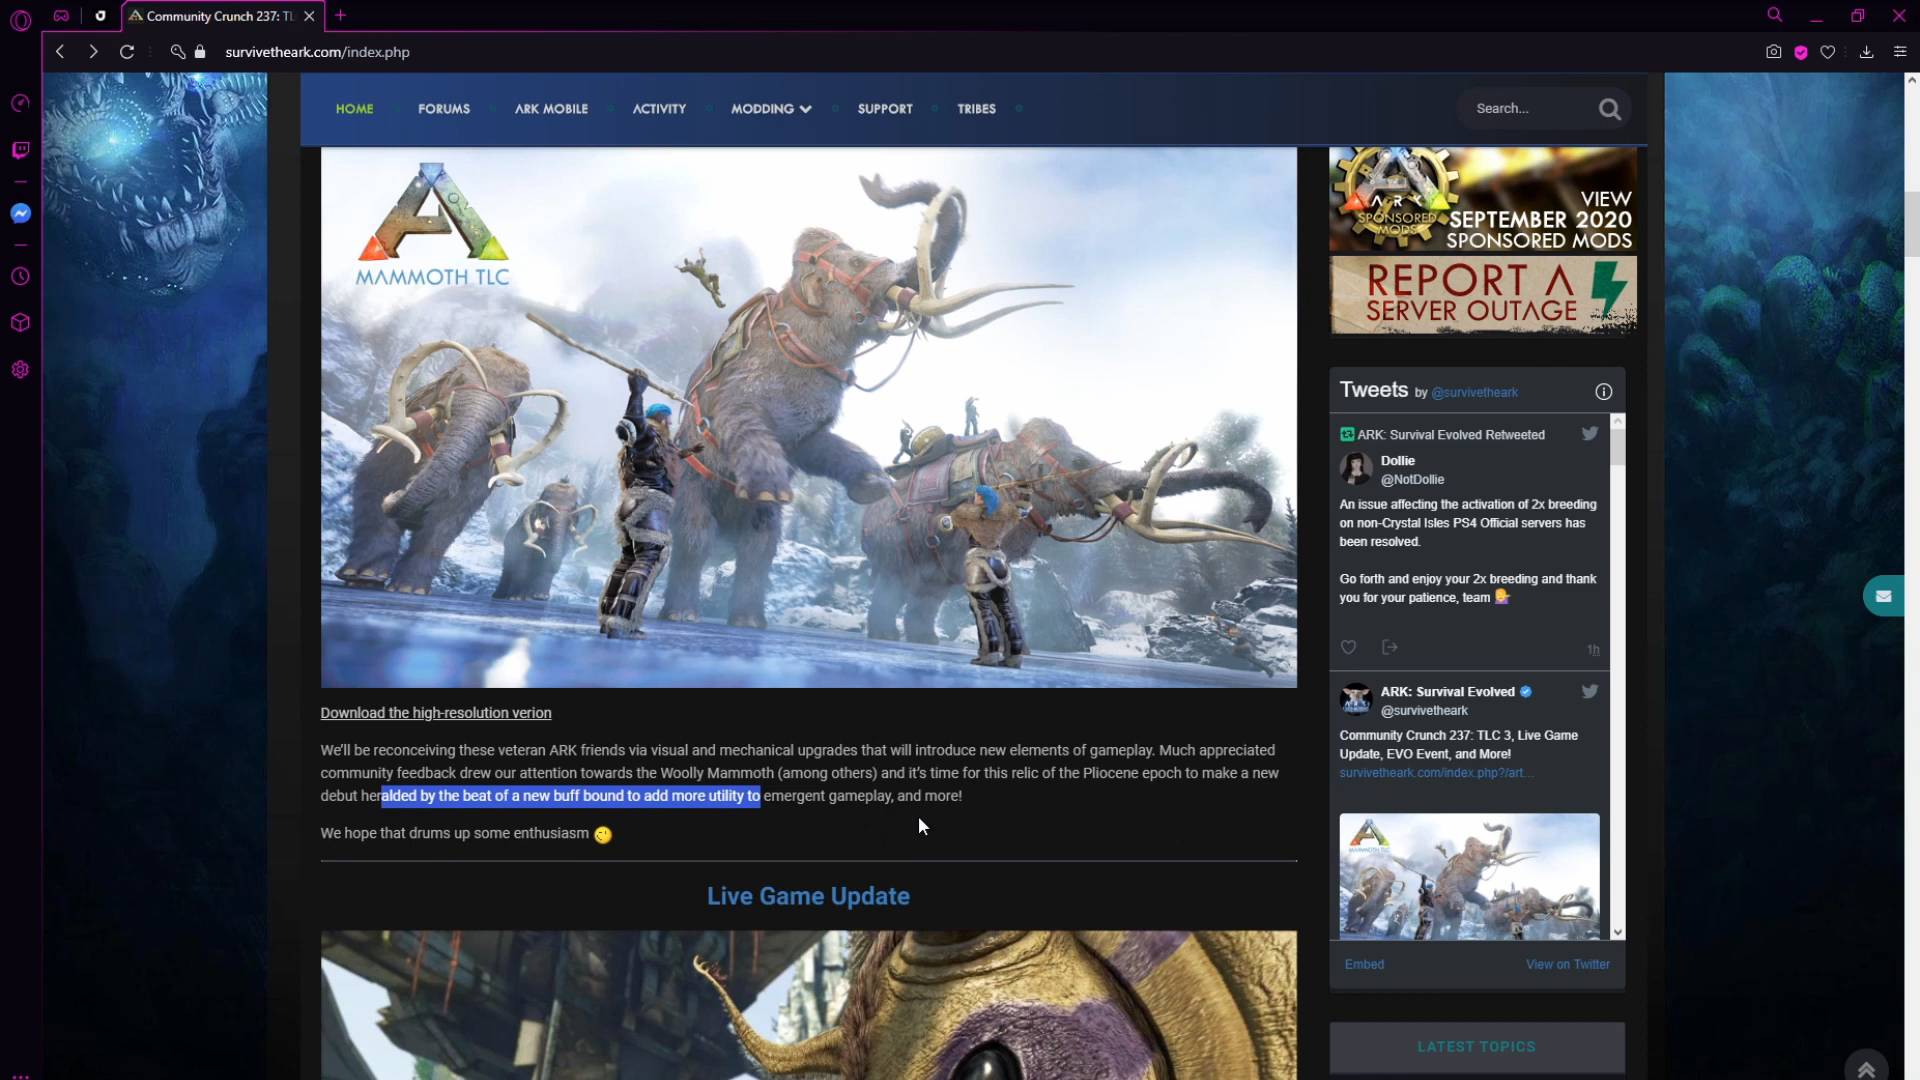 Community Crunch 237: TL
survivetheark.com/index.php
HOME
FORUMS
ARK MOBILE
ACTIVITY
MODDING
SUPPORT
TRIBES
Search...
MAMMOTH TLC
ARK
SPONSORED
MODS
VIEW
SEPTEMBER 2020
SPONSORED MODS
REPORT A
SERVER OUTAGE
Tweets by @survivetheark
ARK: Survival Evolved Retweeted
Dollie
@NotDollie
An issue affecting the activation of 2x breeding
on non-Crystal Isles PS4 Official servers has
been resolved.
Go forth and enjoy your 2x breeding and thank
you for your patience, team
1h
ARK: Survival Evolved
@survivetheark
Community Crunch 237: TLC 3, Live Game
Update, EVO Event, and More!
survivetheark.com/index.php?/art...
MAMMOTH TLC
Embed
View on Twitter
LATEST TOPICS
Download the high-resolution verion
We'll be reconceiving these veteran ARK friends via visual and mechanical upgrades that will introduce new elements of gameplay. Much appreciated
community feedback drew our attention towards the Woolly Mammoth (among others) and it's time for this relic of the Pliocene epoch to make a new
debut heralded by the beat of a new buff bound to add more utility to emergent gameplay, and more!
We hope that drums up some enthusiasm
Live Game Update